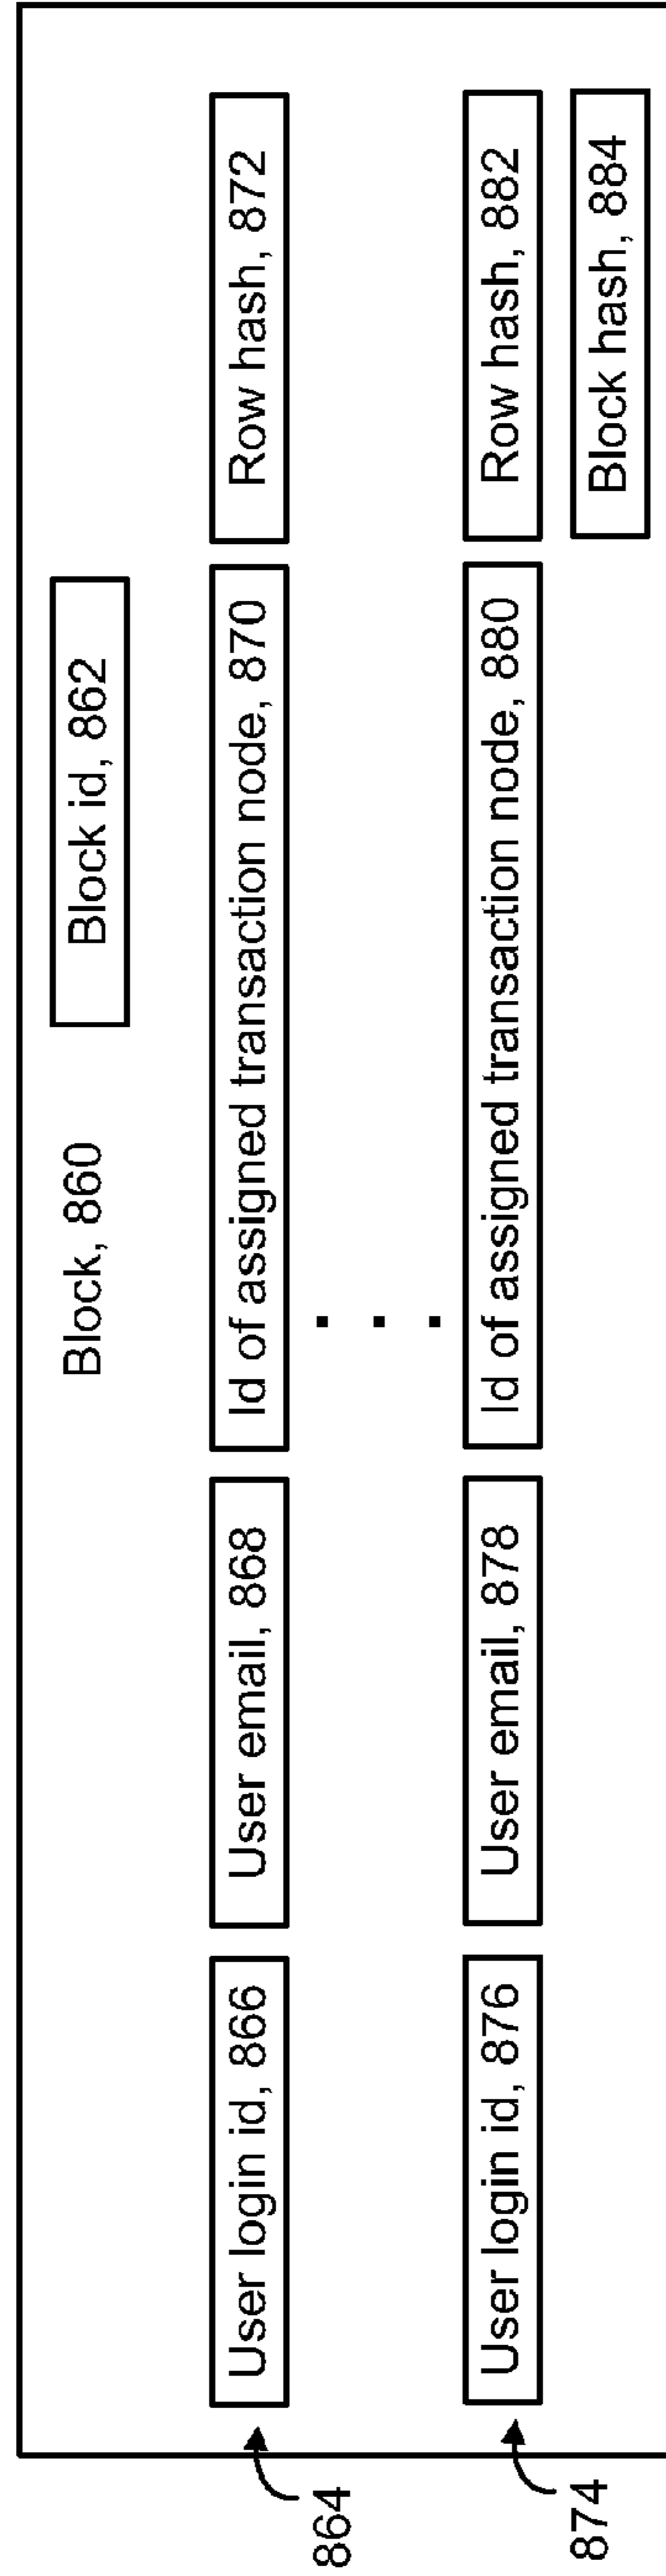 Block, 860
Block id, 862
864
User login id, 866
User email, 868
Id of assigned transaction node, 870
Row hash, 872
. . .
874
User login id, 876
User email, 878
Id of assigned transaction node, 880
Row hash, 882
Block hash, 884